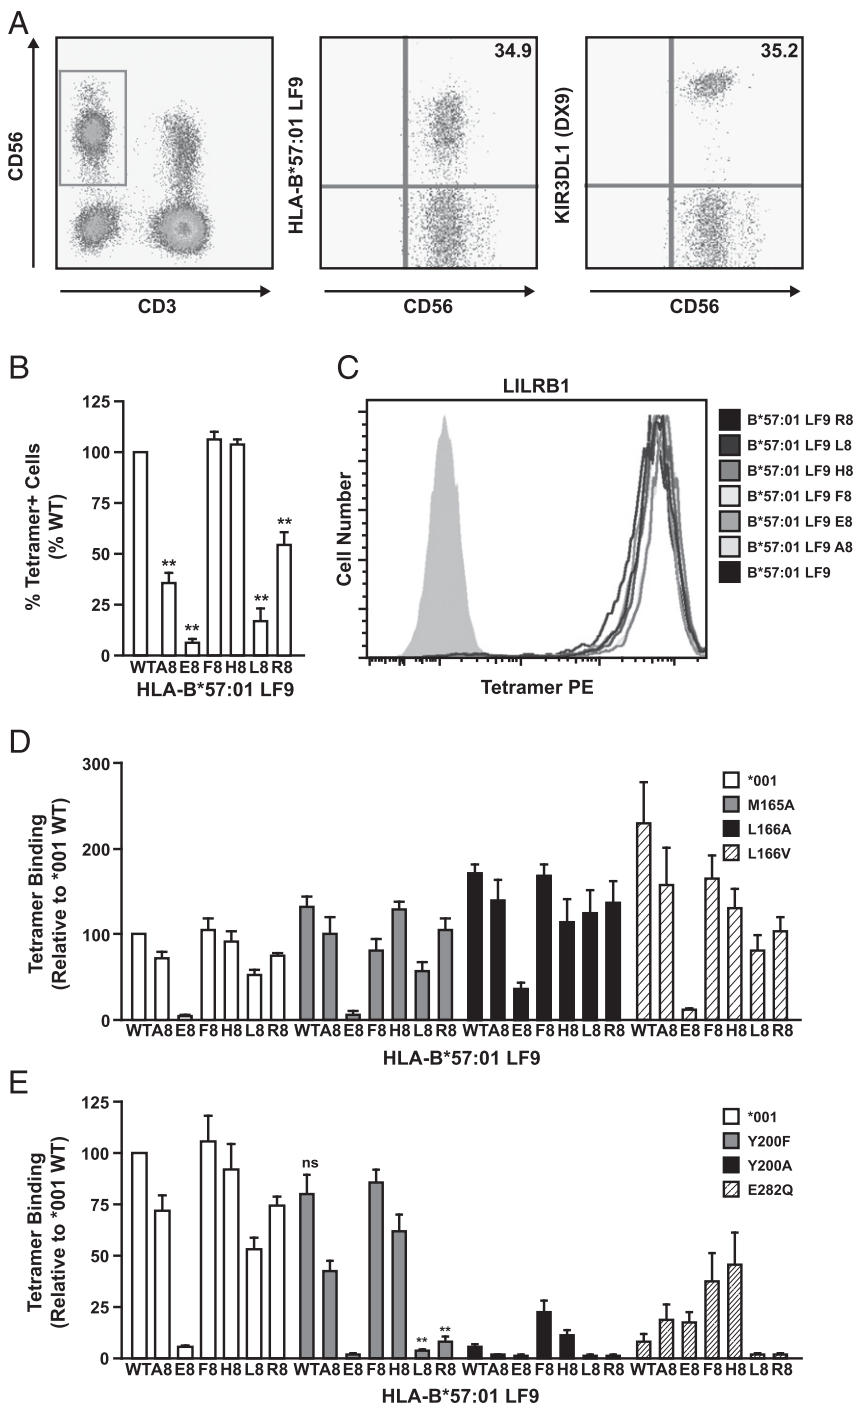 A
CD56
CD3
HLA-B*57:01 LF9
34.9
CD56
KIR3DL1 (DX9)
35.2
CD56
B
% Tetramer+ Cells
(% WT)
125
100
75
50
25
0
**
**
**
**
WT A8 E8 F8 H8 L8 R8
HLA-B*57:01 LF9
C
LILRB1
Cell Number
Tetramer PE
B*57:01 LF9 R8
B*57:01 LF9 L8
B*57:01 LF9 H8
B*57:01 LF9 F8
B*57:01 LF9 E8
B*57:01 LF9 A8
B*57:01 LF9
D
Tetramer Binding
(Relative to *001 WT)
300
200
100
0
*001
M165A
L166A
L166V
WT A8 E8 F8 H8 L8 R8 WT A8 E8 F8 H8 L8 R8 WT A8 E8 F8 H8 L8 R8 WT A8 E8 F8 H8 L8 R8
HLA-B*57:01 LF9
E
Tetramer Binding
(Relative to *001 WT)
125
100
75
50
25
0
ns
**
**
*001
Y200F
Y200A
E282Q
WT A8 E8 F8 H8 L8 R8 WT A8 E8 F8 H8 L8 R8 WT A8 E8 F8 H8 L8 R8 WT A8 E8 F8 H8 L8 R8
HLA-B*57:01 LF9